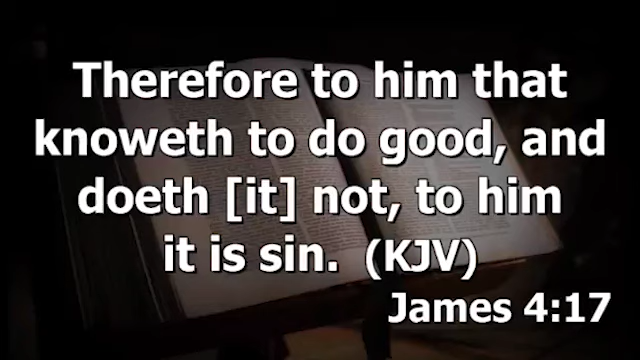 Therefore to him that
knoweth to do good, and
doeth [it] not, to him
it is sin. (KJV)
James 4:17